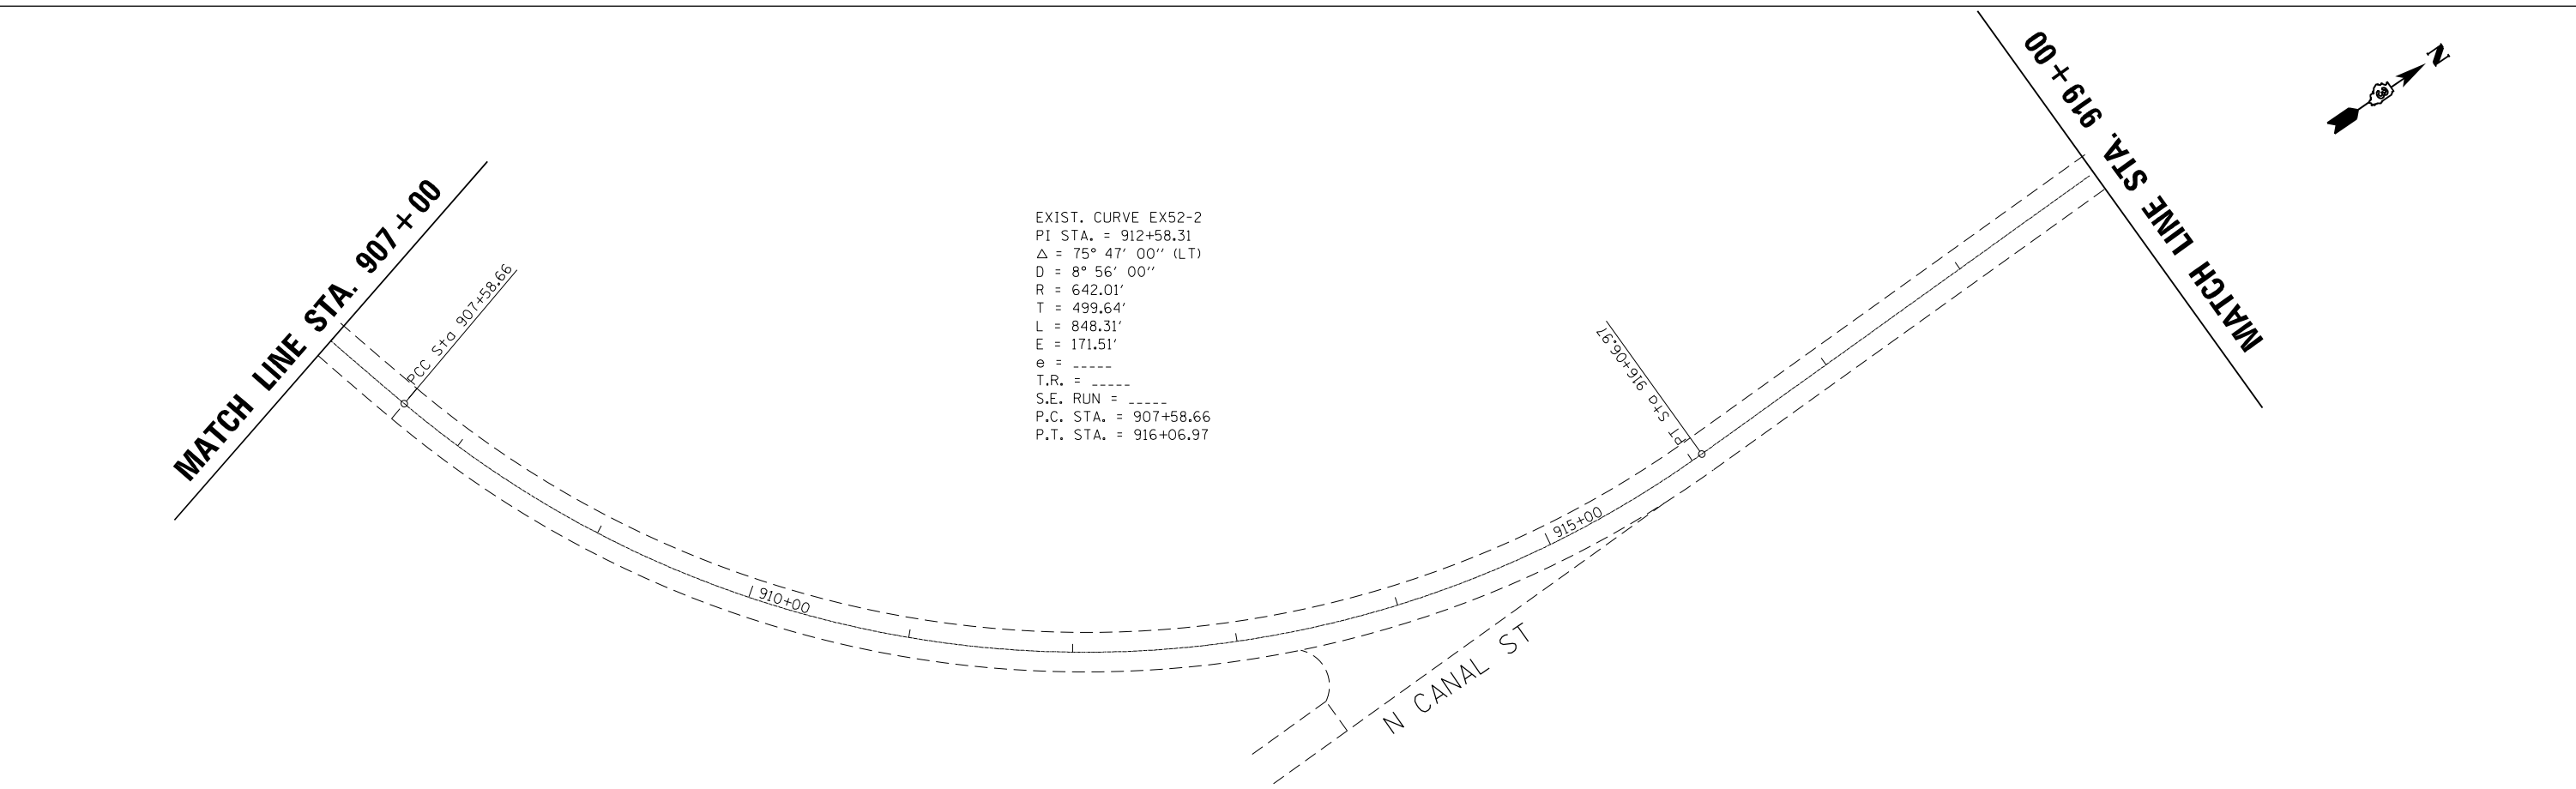 MATCH LINE STA. 907+00
PCC Sta 907+58.66
EXIST. CURVE EX52-2
PI STA. = 912+58.31
△ = 75° 47' 00'' (LT)
D = 8° 56' 00''
R = 642.01'
T = 499.64'
L = 848.31'
E = 171.51'
e = _____
T.R. = _____
S.E. RUN = _____
P.C. STA. = 907+58.66
P.T. STA. = 916+06.97
910+00
915+00
PT Sta 916+06.97
N CANAL ST
MATCH LINE STA. 919+00
N
3